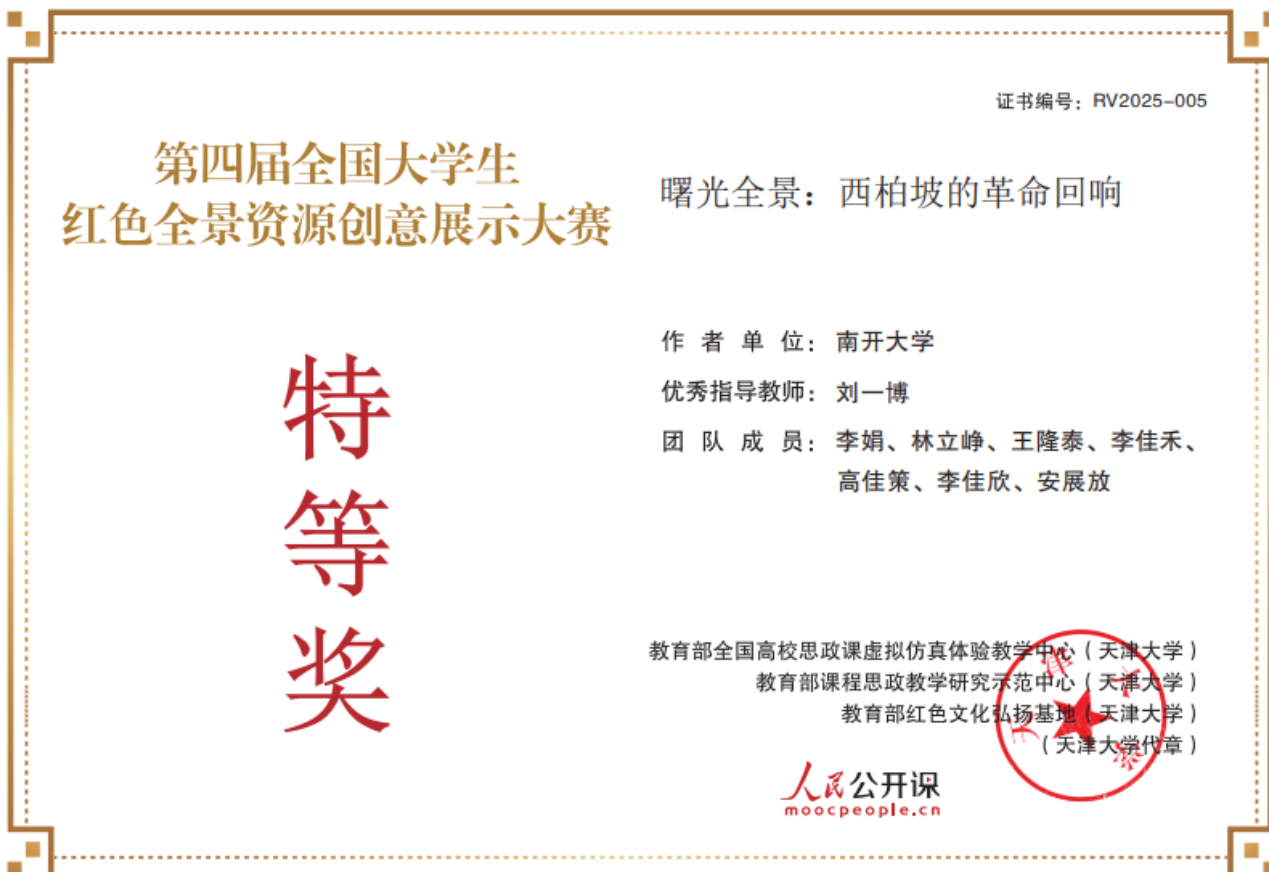 证书编号：RV2025-005
第四届全国大学生
红色全景资源创意展示大赛
特
等
奖
曙光全景：西柏坡的革命回响
作者单位：南开大学
优秀指导教师：刘一博
团队成员：李娟、林立峥、王隆泰、李佳禾、
高佳策、李佳欣、安展放
教育部全国高校思政课虚拟仿真体验教学中心（天津大学）
教育部课程思政教学研究示范中心（天津大学）
教育部红色文化弘扬基地（天津大学）
（天津大学代章）
天津大学
人民公开课
moocpeople.cn